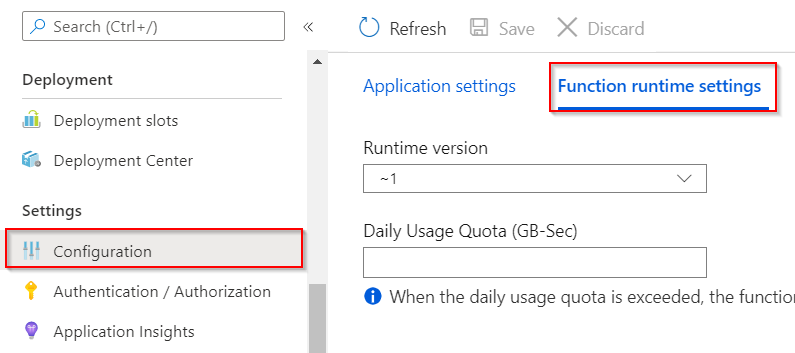 Search (Ctrl+/)
«
Deployment
Deployment slots
Deployment Center
Settings
Configuration
Authentication / Authorization
Application Insights
Refresh
Save
Discard
Application settings
Function runtime settings
Runtime version
~1
Daily Usage Quota (GB-Sec)
When the daily usage quota is exceeded, the function